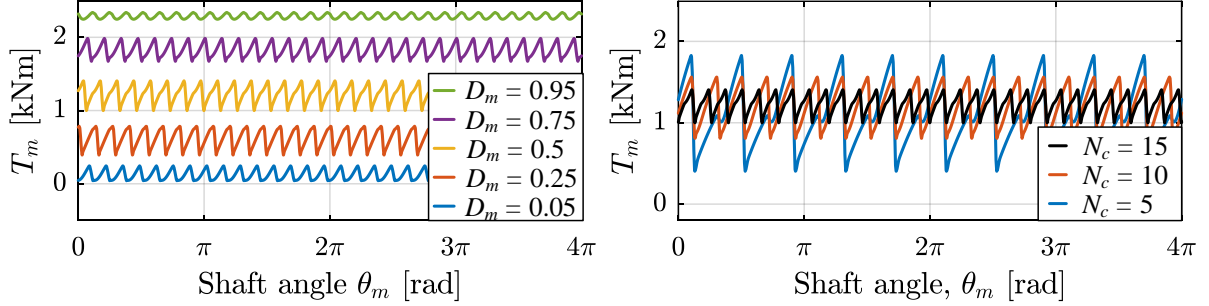 T_m [kNm]
2
1
0
D_m = 0.95
D_m = 0.75
D_m = 0.5
D_m = 0.25
D_m = 0.05
0 π 2π 3π 4π
Shaft angle θ_m [rad]
T_m [kNm]
2
1
0
N_c = 15
N_c = 10
N_c = 5
0 π 2π 3π 4π
Shaft angle, θ_m [rad]